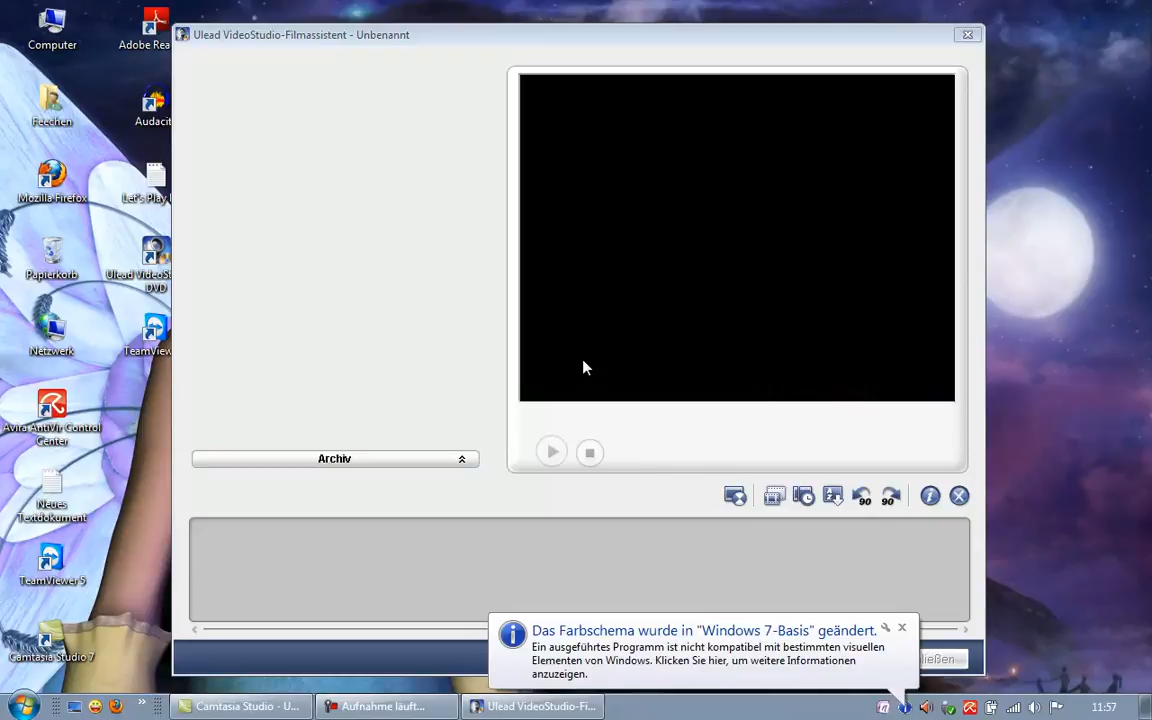 Computer
Adobe Rea
Feechen
Audacit
Mozilla Firefox
Let's Play
Papierkorb
Ulead VideoSt
DVD
Netzwerk
TeamView
Avira AntiVir Control
Center
Neues
Textdokument
TeamViewer 5
Camtasia Studio 7
Ulead VideoStudio-Filmassistent - Unbenannt
Archiv
90
90
Das Farbschema wurde in "Windows 7-Basis" geändert.
Ein ausgeführtes Programm ist nicht kompatibel mit bestimmten visuellen
Elementen von Windows. Klicken Sie hier, um weitere Informationen
anzuzeigen.
ließen
Camtasia Studio - U...
Aufnahme läuft...
Ulead VideoStudio-Fi...
11:57